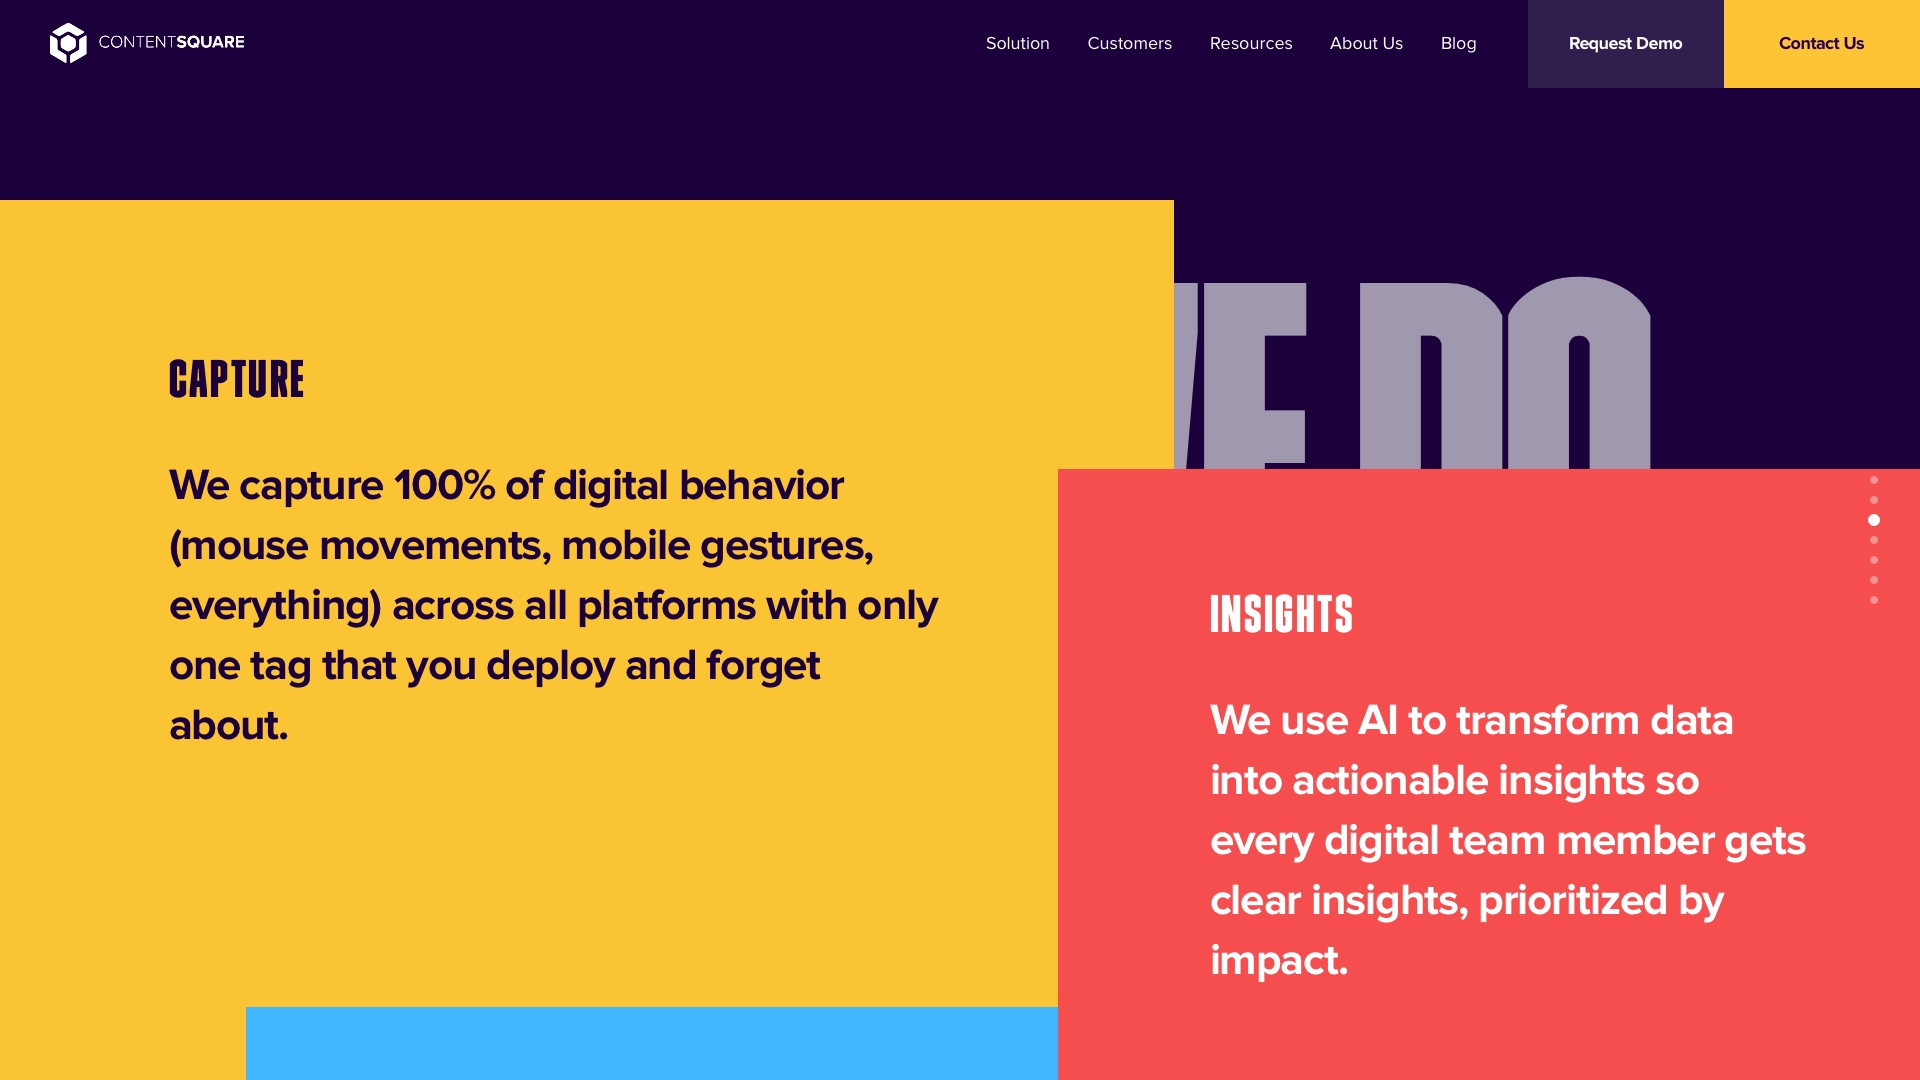 CONTENTSQUARE
Solution
Customers
Resources
About Us
Blog
Request Demo
Contact Us
DO
CAPTURE
We capture 100% of digital behavior
(mouse movements, mobile gestures,
everything) across all platforms with only
one tag that you deploy and forget
about.
INSIGHTS
We use AI to transform data
into actionable insights so
every digital team member gets
clear insights, prioritized by
impact.